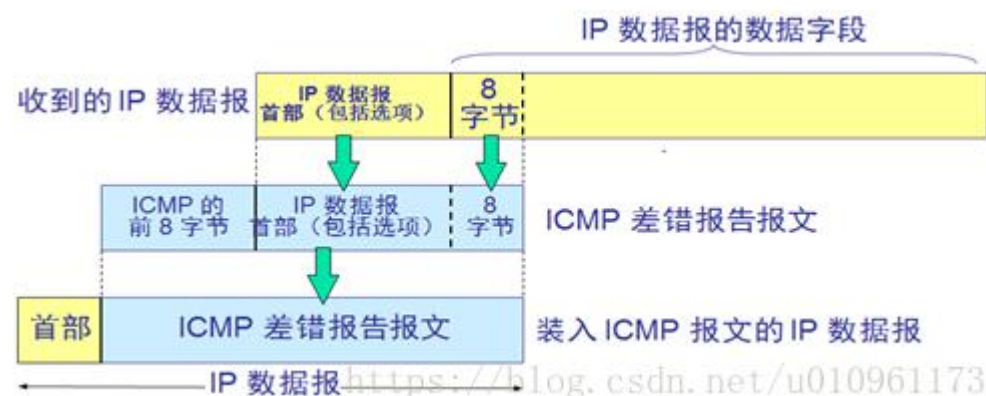 IP 数据报的数据字段
收到的 IP 数据报
IP 数据报
首部（包括选项）
8
字节
ICMP 的
前 8 字节
IP 数据报
首部（包括选项）
8
字节
ICMP 差错报告报文
首部
ICMP 差错报告报文
装入 ICMP 报文的 IP 数据报
IP 数据报
https://blog.csdn.net/u010961173